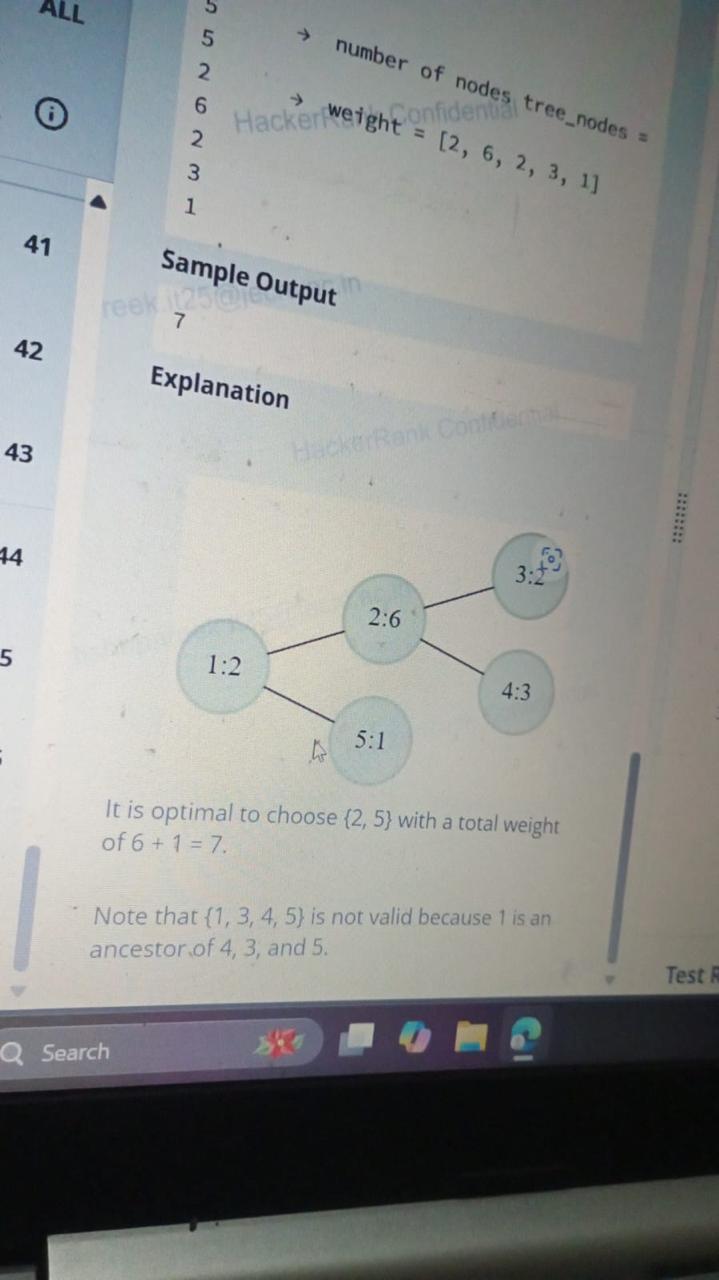 ALL
5
5
2
6
2
3
1
→ number of nodes tree_nodes =
→ weight = [2, 6, 2, 3, 1]
HackerRank Confidential
41
42
43
44
5
Sample Output
7
Explanation
HackerRank Confidential
1:2
2:6
3:2
4:3
5:1
It is optimal to choose {2, 5} with a total weight
of 6 + 1 = 7.
Note that {1, 3, 4, 5} is not valid because 1 is an
ancestor of 4, 3, and 5.
Test R
Search